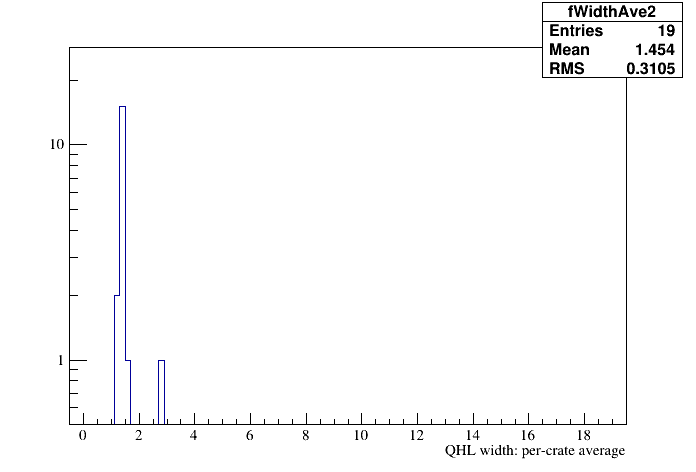 fWidthAve2
Entries 19
Mean 1.454
RMS 0.3105
10
1
0 2 4 6 8 10 12 14 16 18
QHL width: per-crate average